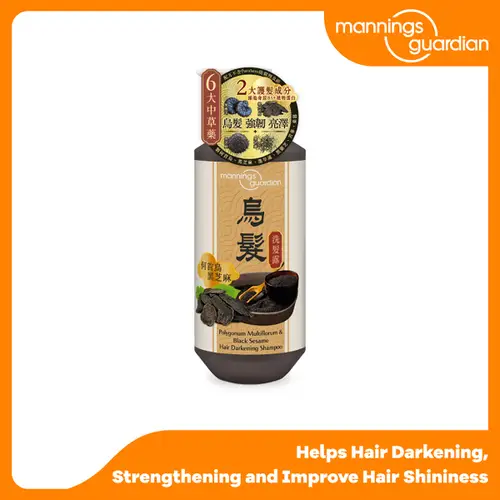 mannings
guardian
6大中草藥
2大護髮成分
烏髮 強韌 亮澤
mannings
guardian
烏髮
洗髮露
何首烏
黑芝麻
Polygonum Multiflorum &
Black Sesame
Hair Darkening Shampoo
Helps Hair Darkening,
Strengthening and Improve Hair Shininess